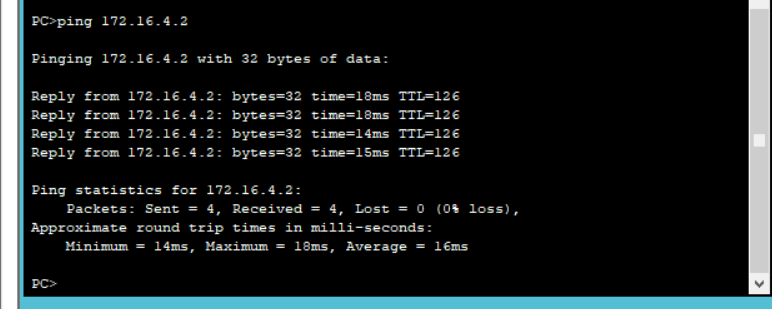 PC>ping 172.16.4.2
Pinging 172.16.4.2 with 32 bytes of data:
Reply from 172.16.4.2: bytes=32 time=18ms TTL=126
Reply from 172.16.4.2: bytes=32 time=18ms TTL=126
Reply from 172.16.4.2: bytes=32 time=14ms TTL=126
Reply from 172.16.4.2: bytes=32 time=15ms TTL=126
Ping statistics for 172.16.4.2:
    Packets: Sent = 4, Received = 4, Lost = 0 (0% loss),
Approximate round trip times in milli-seconds:
    Minimum = 14ms, Maximum = 18ms, Average = 16ms
PC>